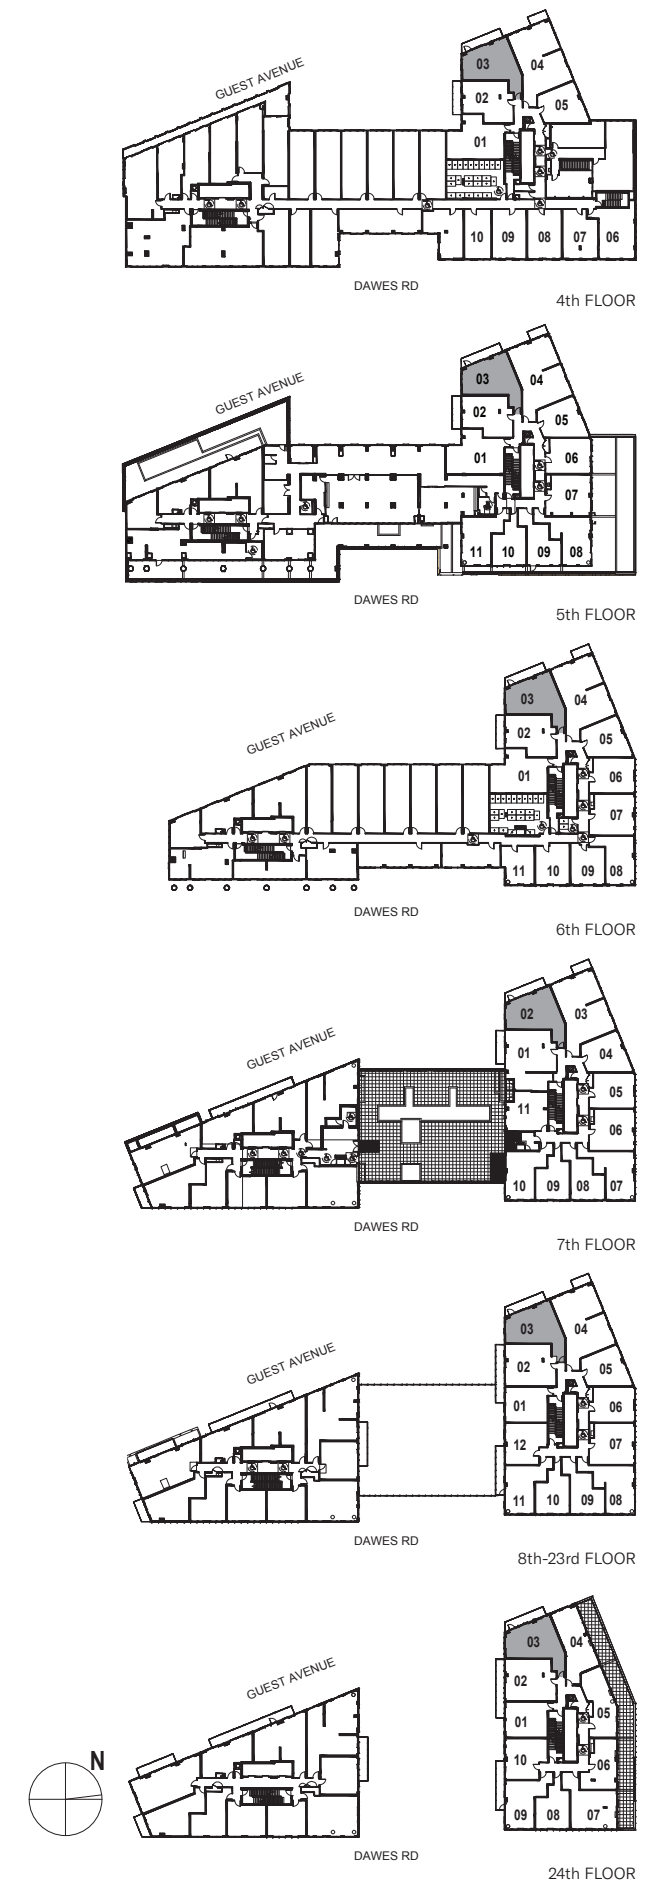 GUEST AVENUE
03
04
02
05
01
10 09 08 07 06
DAWES RD
4th FLOOR
GUEST AVENUE
03
04
02
05
01
06
07
11 10 09 08
DAWES RD
5th FLOOR
GUEST AVENUE
03
04
02
05
01
06
07
11 10 09 08
DAWES RD
6th FLOOR
GUEST AVENUE
02
03
01
04
05
11
06
10 09 08 07
DAWES RD
7th FLOOR
GUEST AVENUE
03
04
02
05
01
06
12
07
11 10 09 08
DAWES RD
8th-23rd FLOOR
GUEST AVENUE
03
04
02
05
01
10
06
09 08 07
N
DAWES RD
24th FLOOR